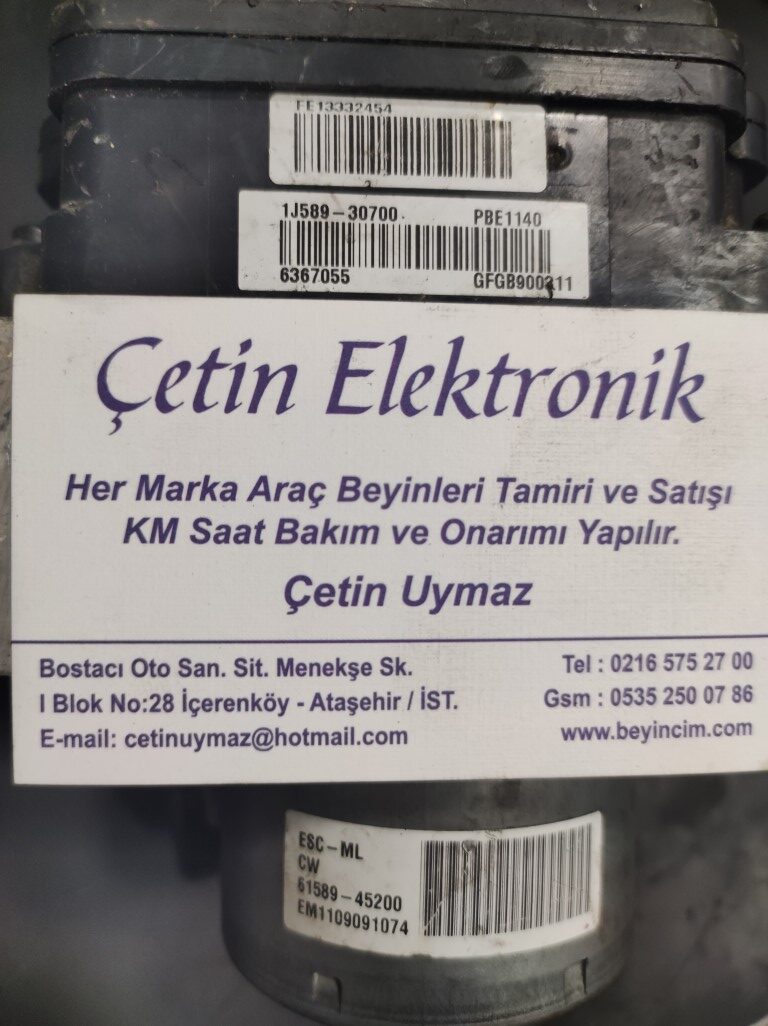 FE13332454
1J589-30700 PBE1140
6367055 GFGB900211
Çetin Elektronik
Her Marka Araç Beyinleri Tamiri ve Satışı
KM Saat Bakım ve Onarımı Yapılır.
Çetin Uymaz
Bostacı Oto San. Sit. Menekşe Sk.
I Blok No:28 İçerenköy - Ataşehir / İST.
E-mail: cetinuymaz@hotmail.com
Tel : 0216 575 27 00
Gsm : 0535 250 07 86
www.beyincim.com
ESC-ML
CW
61589-45200
EM1109091074